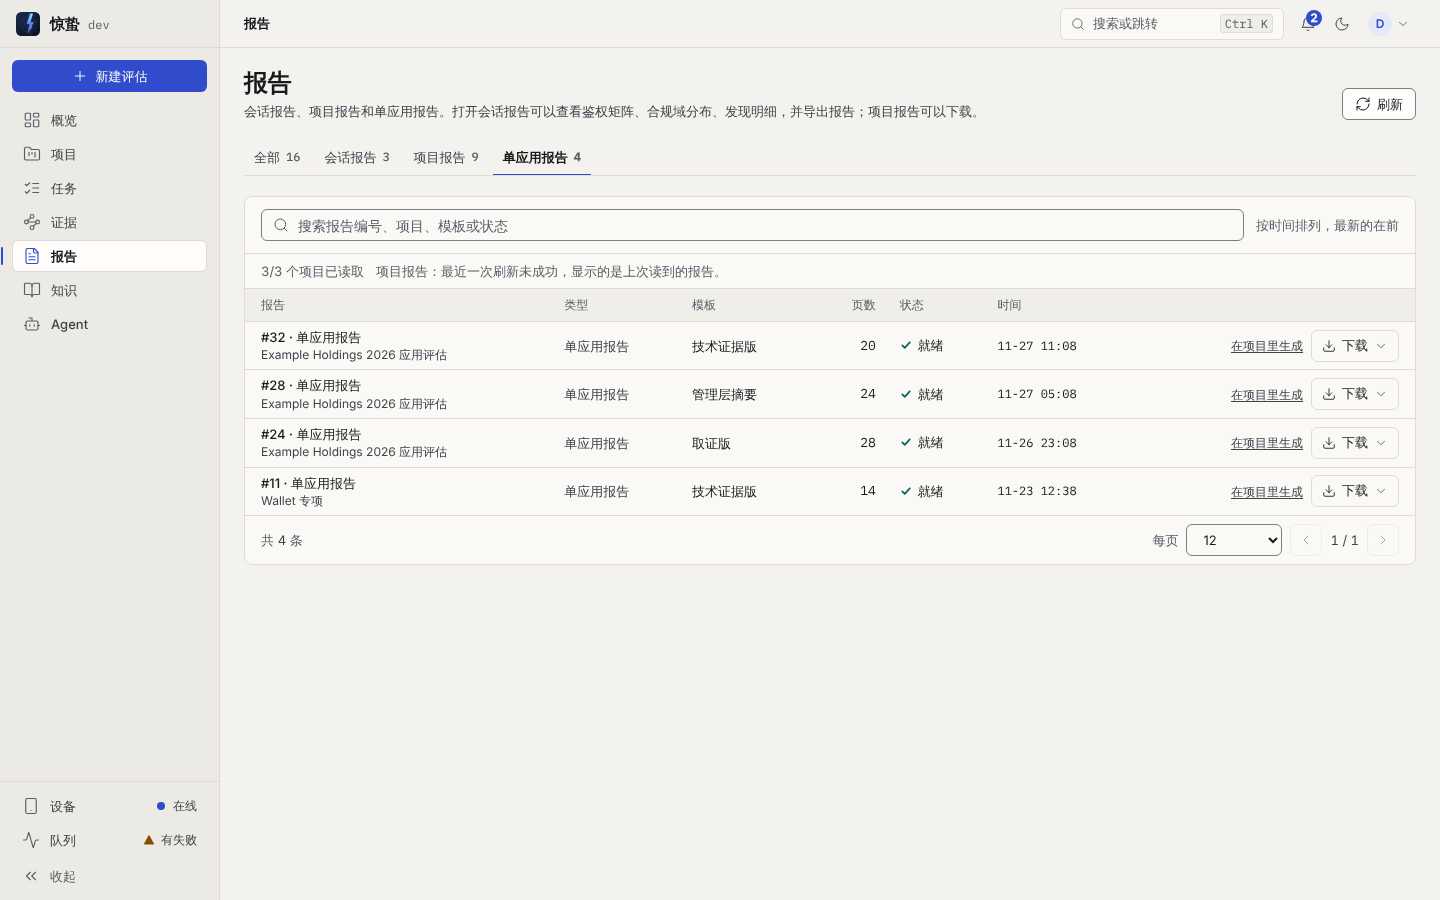 惊蛰 dev
新建评估
概览
项目
任务
证据
报告
知识
Agent
设备 在线
队列 有失败
收起
报告
搜索或跳转 Ctrl K
2
D
报告
会话报告、项目报告和单应用报告。打开会话报告可以查看鉴权矩阵、合规域分布、发现明细，并导出报告；项目报告可以下载。
刷新
全部 16 会话报告 3 项目报告 9 单应用报告 4
搜索报告编号、项目、模板或状态
按时间排列，最新的在前
3/3 个项目已读取 项目报告：最近一次刷新未成功，显示的是上次读到的报告。
报告 类型 模板 页数 状态 时间
#32 · 单应用报告
Example Holdings 2026 应用评估
单应用报告 技术证据版 20 就绪 11-27 11:08 在项目里生成 下载
#28 · 单应用报告
Example Holdings 2026 应用评估
单应用报告 管理层摘要 24 就绪 11-27 05:08 在项目里生成 下载
#24 · 单应用报告
Example Holdings 2026 应用评估
单应用报告 取证版 28 就绪 11-26 23:08 在项目里生成 下载
#11 · 单应用报告
Wallet 专项
单应用报告 技术证据版 14 就绪 11-23 12:38 在项目里生成 下载
共 4 条
每页 12 1 / 1